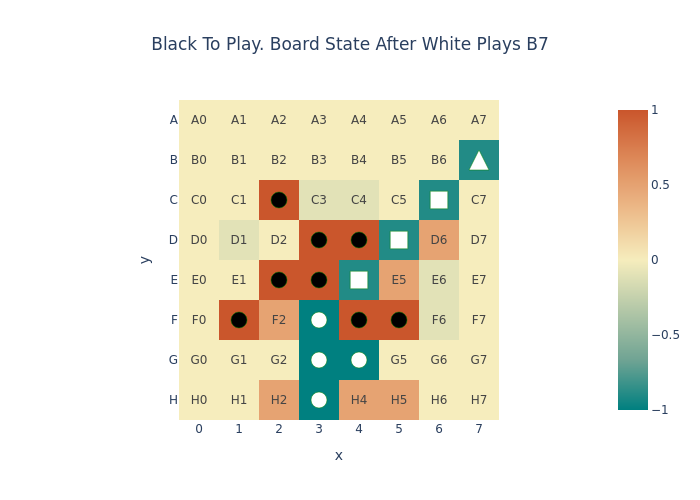 Black To Play. Board State After White Plays B7
A A0 A1 A2 A3 A4 A5 A6 A7
B B0 B1 B2 B3 B4 B5 B6
C C0 C1 C3 C4 C5 C7
D D0 D1 D2 D6 D7
E E0 E1 E5 E6 E7
F F0 F2 F6 F7
G G0 G1 G2 G5 G6 G7
H H0 H1 H2 H4 H5 H6 H7
0 1 2 3 4 5 6 7
x
y
1
0.5
0
−0.5
−1